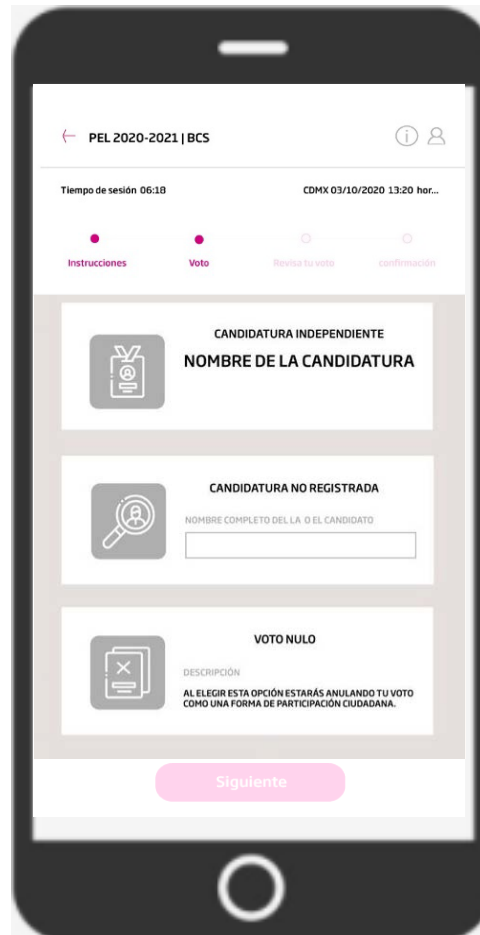 PEL 2020-2021 | BCS
Tiempo de sesión 06:18
CDMX 03/10/2020 13:20 hor...
Instrucciones
Voto
Revisa tu voto
confirmación
CANDIDATURA INDEPENDIENTE
NOMBRE DE LA CANDIDATURA
CANDIDATURA NO REGISTRADA
NOMBRE COMPLETO DEL LA O EL CANDIDATO
VOTO NULO
DESCRIPCIÓN
AL ELEGIR ESTA OPCIÓN ESTARÁS ANULANDO TU VOTO
COMO UNA FORMA DE PARTICIPACIÓN CIUDADANA.
Siguiente